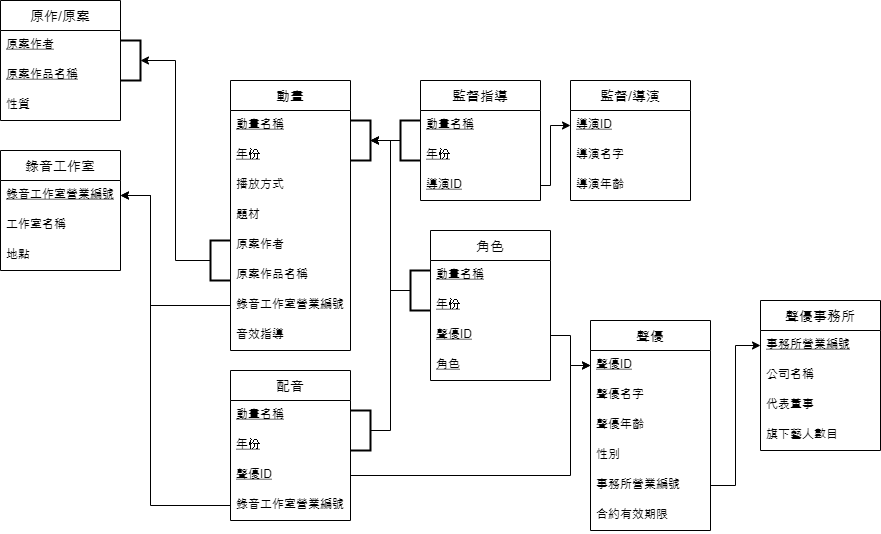 原作/原案
原案作者
原案作品名稱
性質
錄音工作室
錄音工作室營業編號
工作室名稱
地點
動畫
動畫名稱
年份
播放方式
題材
原案作者
原案作品名稱
錄音工作室營業編號
音效指導
配音
動畫名稱
年份
聲優ID
錄音工作室營業編號
監督指導
動畫名稱
年份
導演ID
監督/導演
導演ID
導演名字
導演年齡
角色
動畫名稱
年份
聲優ID
角色
聲優
聲優ID
聲優名字
聲優年齡
性別
事務所營業編號
合約有效期限
聲優事務所
事務所營業編號
公司名稱
代表董事
旗下藝人數目